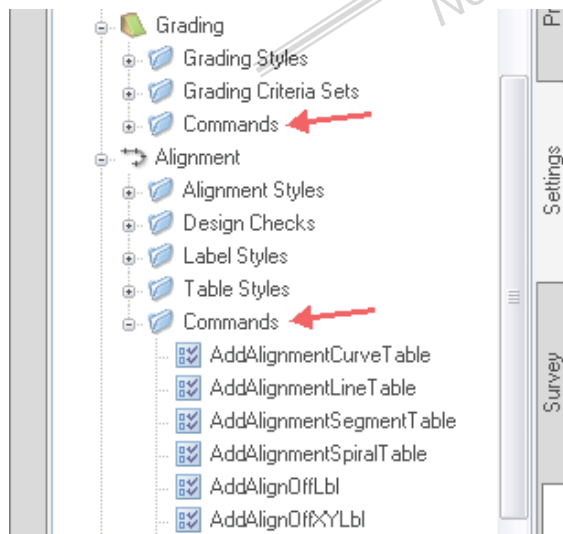 Grading
Grading Styles
Grading Criteria Sets
Commands
Alignment
Alignment Styles
Design Checks
Label Styles
Table Styles
Commands
AddAlignmentCurveTable
AddAlignmentLineTable
AddAlignmentSegmentTable
AddAlignmentSpiralTable
AddAlignOffLbl
AddAlignOffXYLbl
Settings
Survey